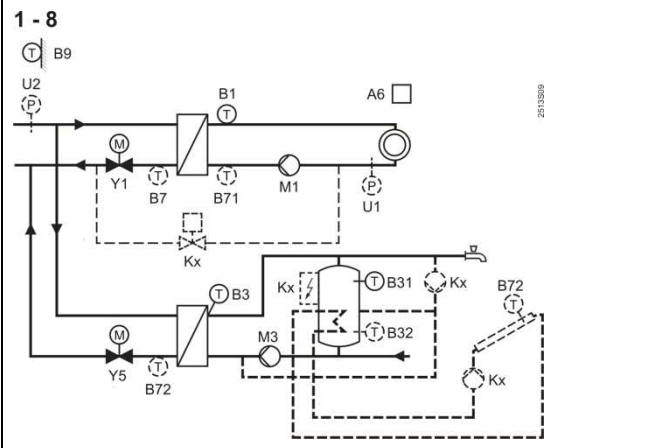 1 - 8
T B9
U2
P
B1
T
A6
2513S09
M
Y1
T
B7
T
B71
M1
P
U1
Kx
T B3
Kx
T B31
Kx
B72
T
T B32
M
Y5
T
B72
M3
Kx